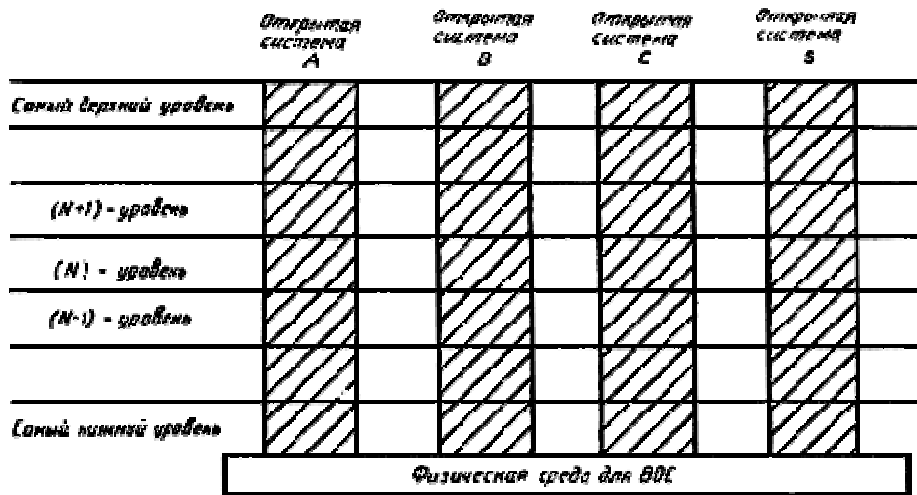 Открытая
система
A
Открытая
система
B
Открытая
система
C
Открытая
система
S
Самый верхний уровень
(N+1) - уровень
(N) - уровень
(N-1) - уровень
Самый нижний уровень
Физическая среда для ВОС